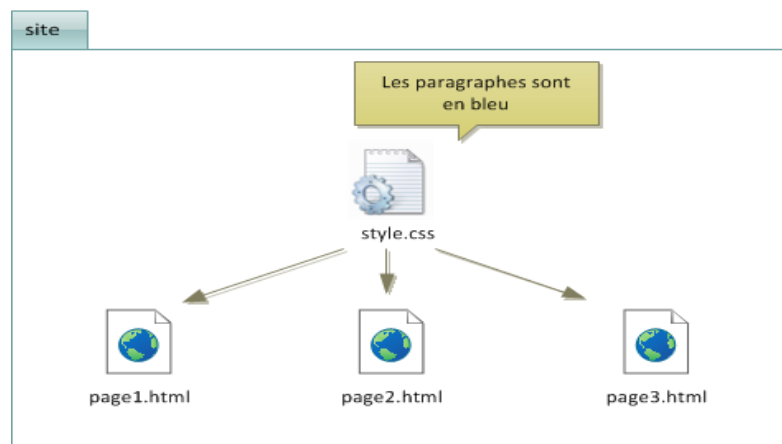 site
Les paragraphes sont
en bleu
style.css
page1.html
page2.html
page3.html